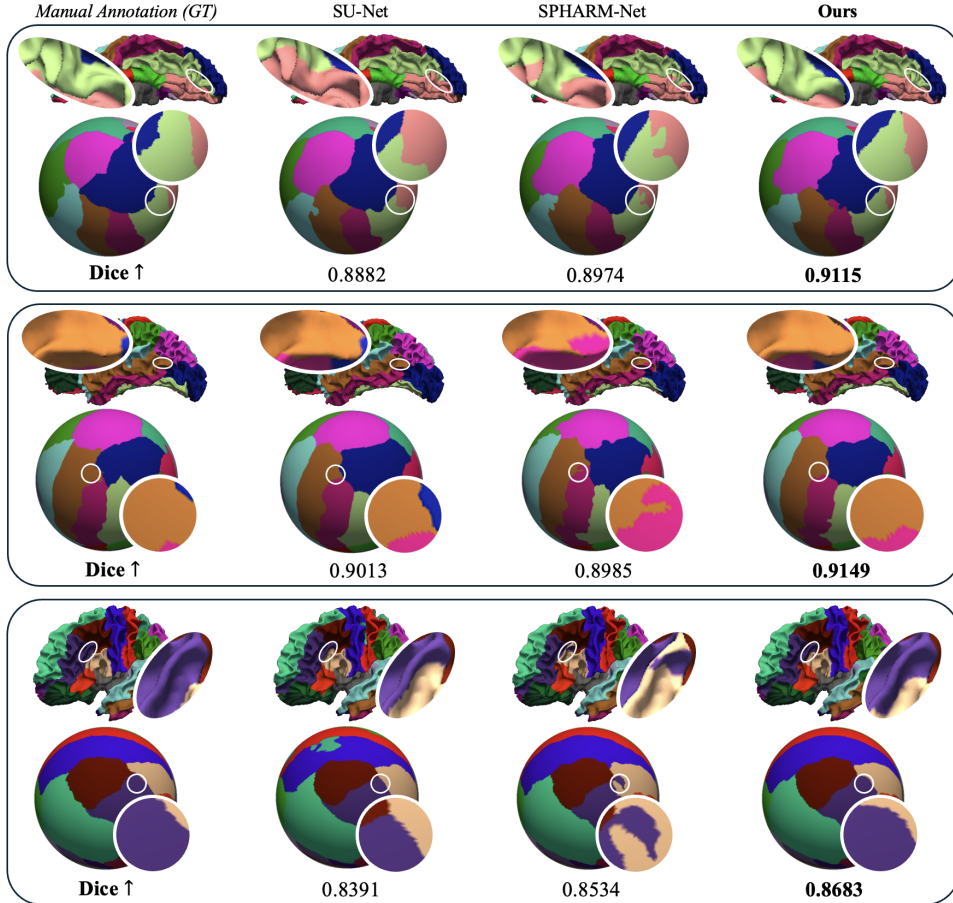 Manual Annotation (GT) SU-Net SPHARM-Net Ours
Dice ↑ 0.8882 0.8974 0.9115
Dice ↑ 0.9013 0.8985 0.9149
Dice ↑ 0.8391 0.8534 0.8683